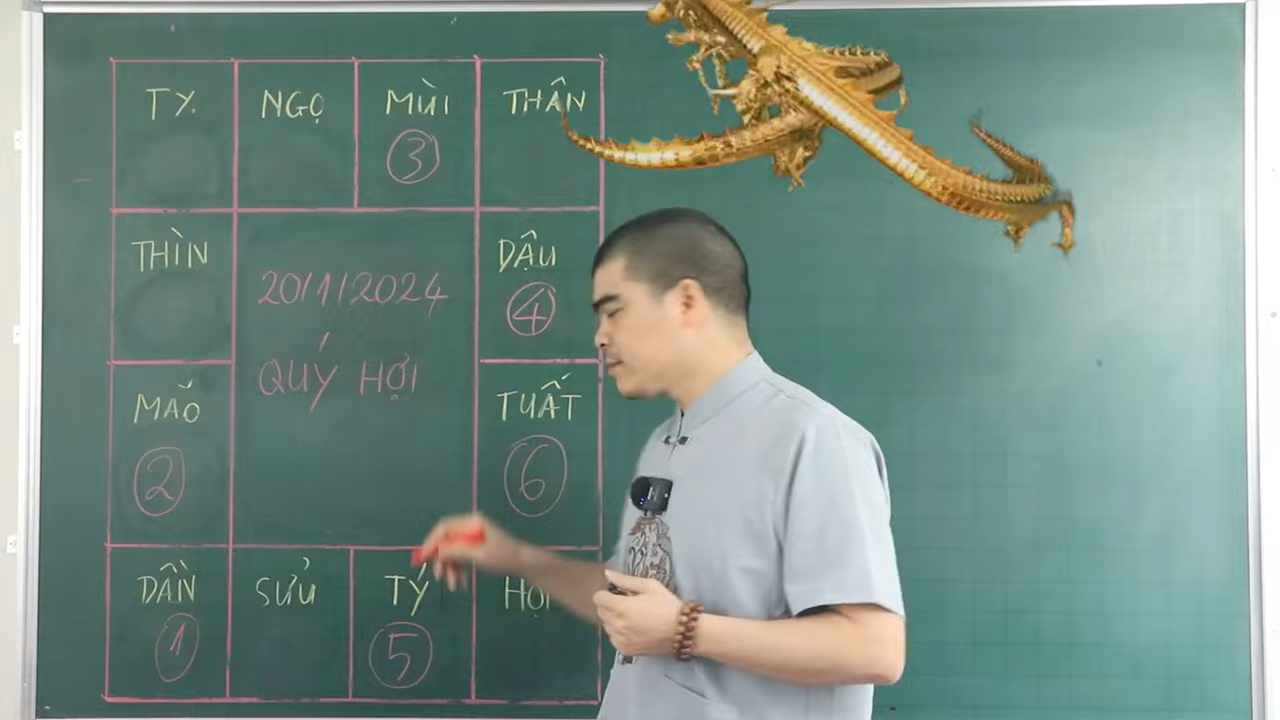 TỴ
NGỌ
MÙI
3
THÂN
THÌN
DẬU
4
20/11/2024
QUÝ HỢI
MÃO
2
TUẤT
6
DẦN
1
SỬU
TÝ
5
HỢI